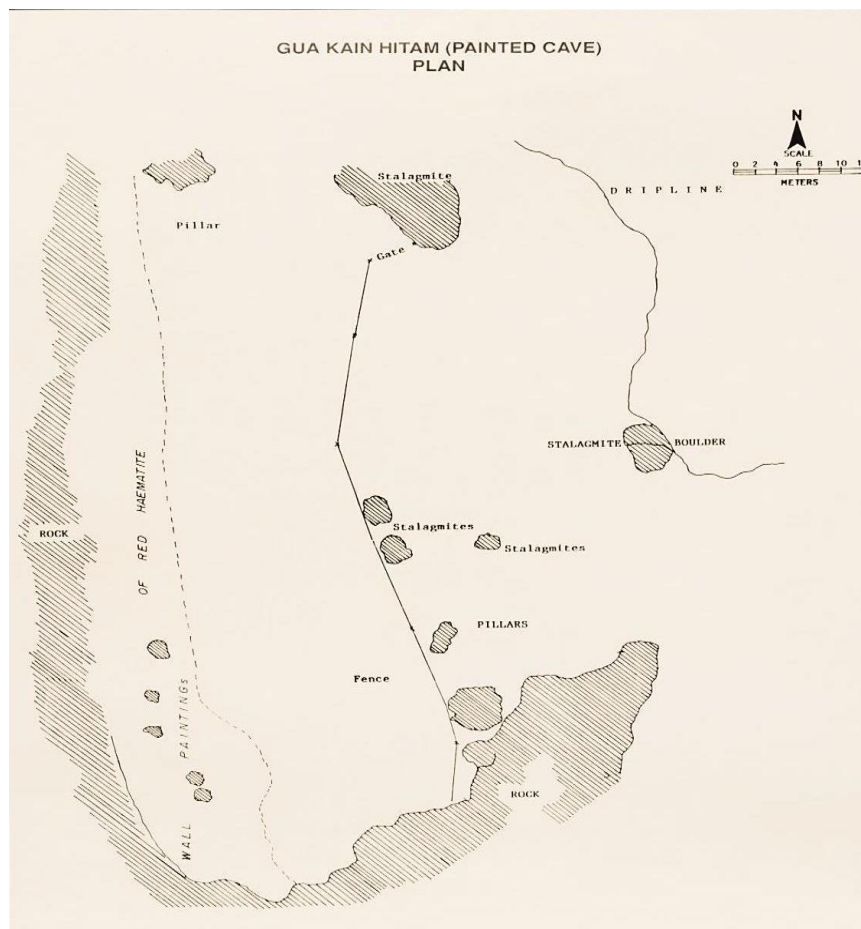 GUA KAIN HITAM (PAINTED CAVE)
PLAN
N
SCALE
0 2 4 6 8 10 1
METERS
Stalagmite
DRIPLINE
Pillar
Gate
STALAGMITE
BOULDER
WALL PAINTINGS OF RED HAEMATITE
Stalagmites
ROCK
Stalagmites
PILLARS
Fence
ROCK